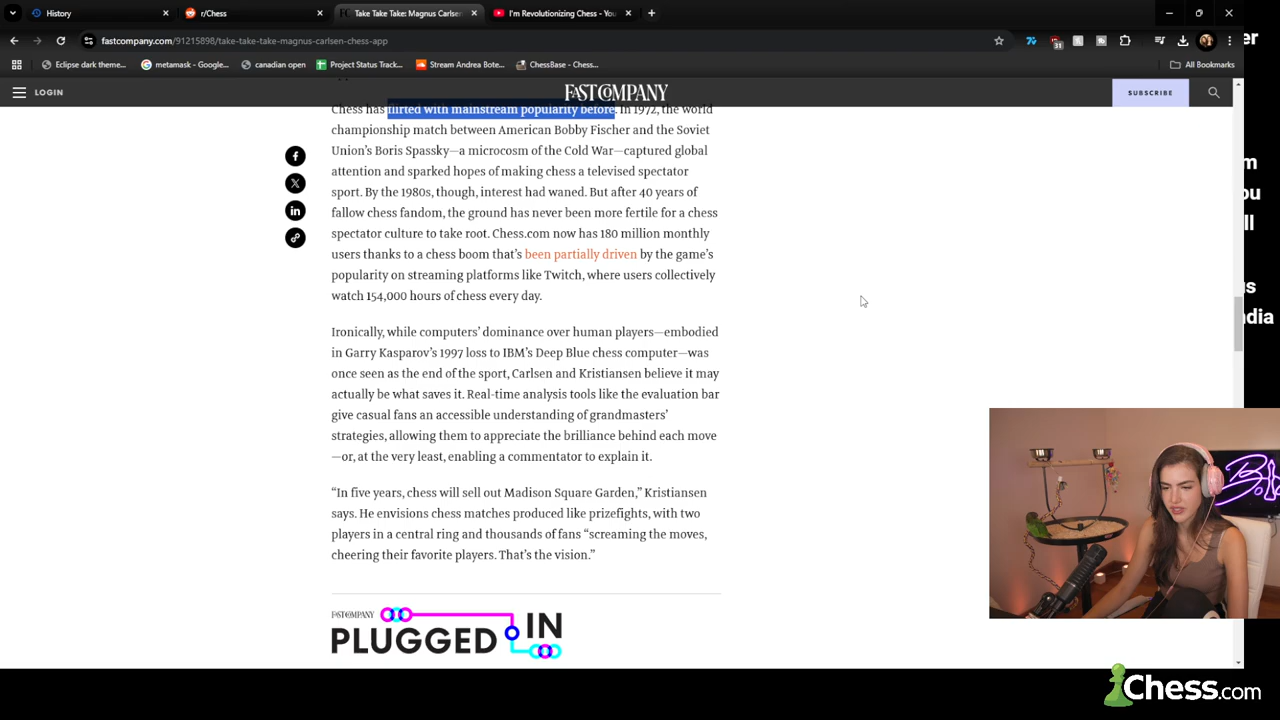 History
r/Chess
Take Take Take: Magnus Carlsen
I'm Revolutionizing Chess - You
fastcompany.com/91215898/take-take-take-magnus-carlsen-chess-app
31
Eclipse dark theme...
metamask - Google...
canadian open
Project Status Track...
Stream Andrea Bote...
ChessBase - Chess...
All Bookmarks
LOGIN
FAST COMPANY
SUBSCRIBE
Chess has flirted with mainstream popularity before. In 1972, the world
championship match between American Bobby Fischer and the Soviet
Union's Boris Spassky—a microcosm of the Cold War—captured global
attention and sparked hopes of making chess a televised spectator
sport. By the 1980s, though, interest had waned. But after 40 years of
fallow chess fandom, the ground has never been more fertile for a chess
spectator culture to take root. Chess.com now has 180 million monthly
users thanks to a chess boom that's been partially driven by the game's
popularity on streaming platforms like Twitch, where users collectively
watch 154,000 hours of chess every day.
Ironically, while computers' dominance over human players—embodied
in Garry Kasparov's 1997 loss to IBM's Deep Blue chess computer—was
once seen as the end of the sport, Carlsen and Kristiansen believe it may
actually be what saves it. Real-time analysis tools like the evaluation bar
give casual fans an accessible understanding of grandmasters'
strategies, allowing them to appreciate the brilliance behind each move
—or, at the very least, enabling a commentator to explain it.
“In five years, chess will sell out Madison Square Garden,” Kristiansen
says. He envisions chess matches produced like prizefights, with two
players in a central ring and thousands of fans “screaming the moves,
cheering their favorite players. That's the vision.”
FAST COMPANY
PLUGGED IN
Chess.com